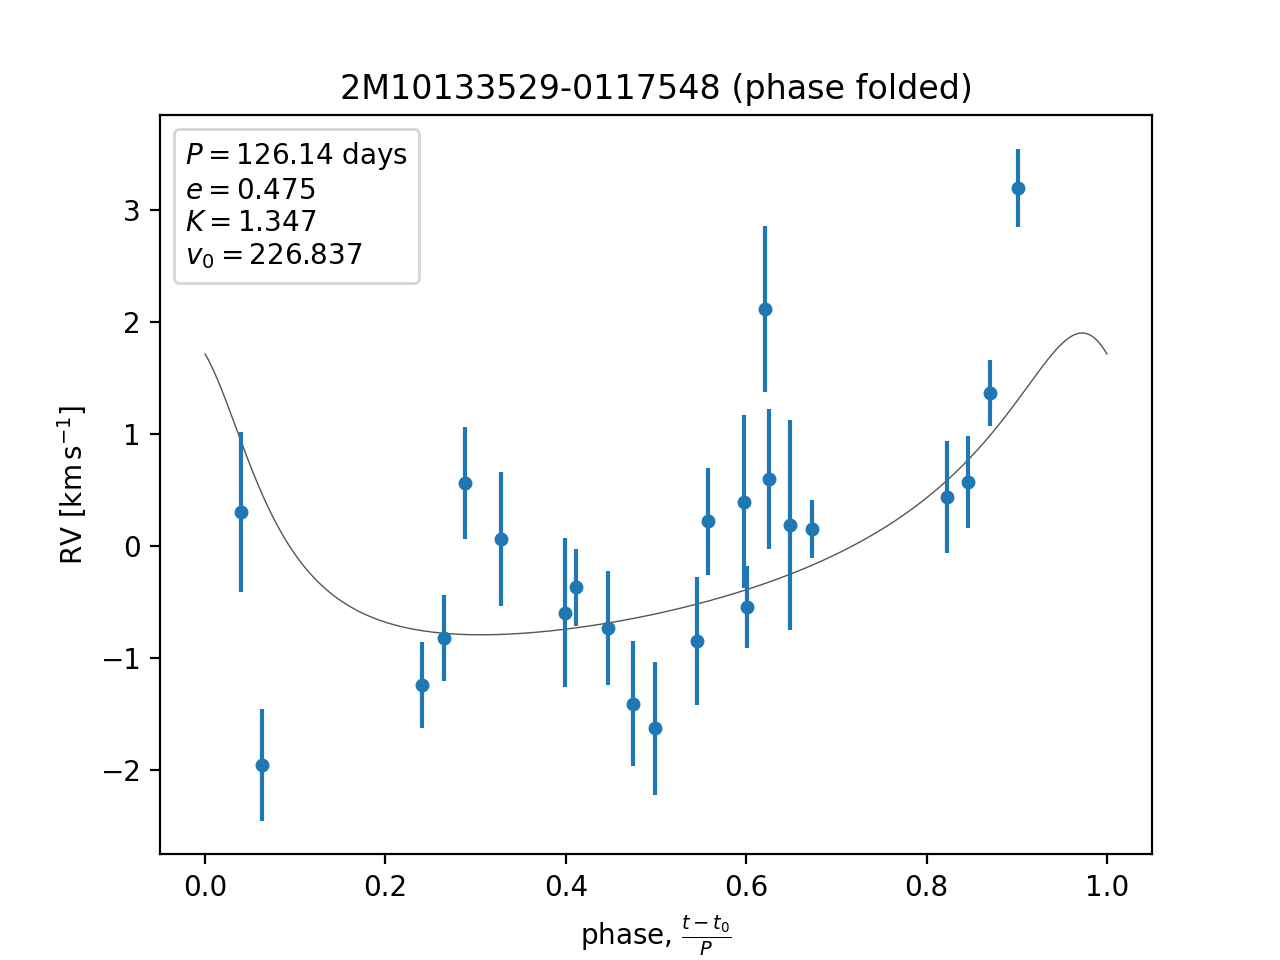 2M10133529-0117548 (phase folded)
P = 126.14 days
e = 0.475
K = 1.347
v₀ = 226.837
3
2
1
0
−1
−2
RV [km s⁻¹]
0.0 0.2 0.4 0.6 0.8 1.0
phase, (t − t₀)/P